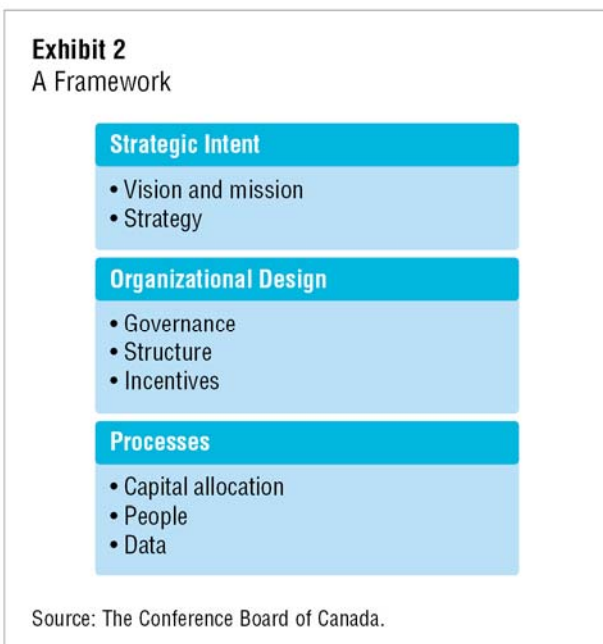 Exhibit 2
A Framework
Strategic Intent
• Vision and mission
• Strategy
Organizational Design
• Governance
• Structure
• Incentives
Processes
• Capital allocation
• People
• Data
Source: The Conference Board of Canada.